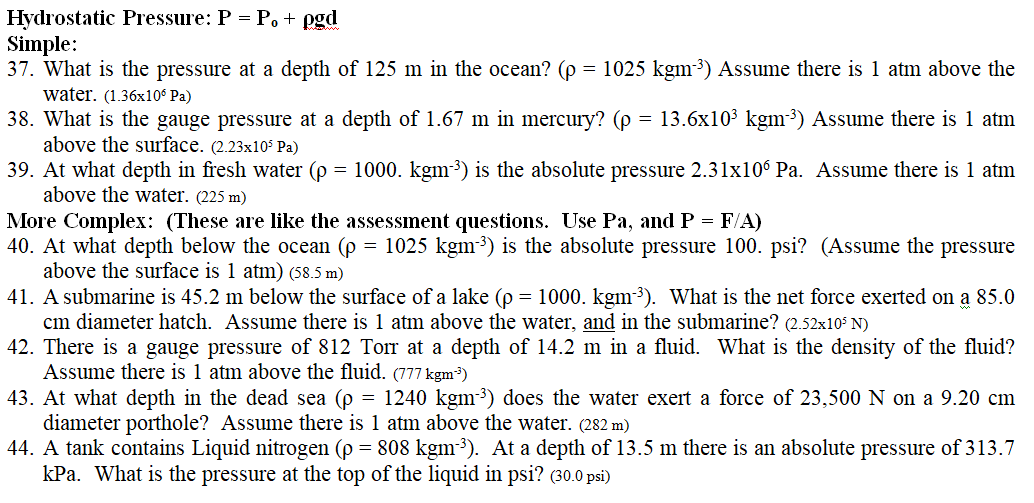 Hydrostatic Pressure: P = Pₒ + ρgd
Simple:
37. What is the pressure at a depth of 125 m in the ocean? (ρ = 1025 kgm⁻³) Assume there is 1 atm above the
water. (1.36x10⁶ Pa)
38. What is the gauge pressure at a depth of 1.67 m in mercury? (ρ = 13.6x10³ kgm⁻³) Assume there is 1 atm
above the surface. (2.23x10⁵ Pa)
39. At what depth in fresh water (ρ = 1000. kgm⁻³) is the absolute pressure 2.31x10⁶ Pa. Assume there is 1 atm
above the water. (225 m)
More Complex: (These are like the assessment questions. Use Pa, and P = F/A)
40. At what depth below the ocean (ρ = 1025 kgm⁻³) is the absolute pressure 100. psi? (Assume the pressure
above the surface is 1 atm) (58.5 m)
41. A submarine is 45.2 m below the surface of a lake (ρ = 1000. kgm⁻³). What is the net force exerted on a 85.0
cm diameter hatch. Assume there is 1 atm above the water, and in the submarine? (2.52x10⁵ N)
42. There is a gauge pressure of 812 Torr at a depth of 14.2 m in a fluid. What is the density of the fluid?
Assume there is 1 atm above the fluid. (777 kgm⁻³)
43. At what depth in the dead sea (ρ = 1240 kgm⁻³) does the water exert a force of 23,500 N on a 9.20 cm
diameter porthole? Assume there is 1 atm above the water. (282 m)
44. A tank contains Liquid nitrogen (ρ = 808 kgm⁻³). At a depth of 13.5 m there is an absolute pressure of 313.7
kPa. What is the pressure at the top of the liquid in psi? (30.0 psi)